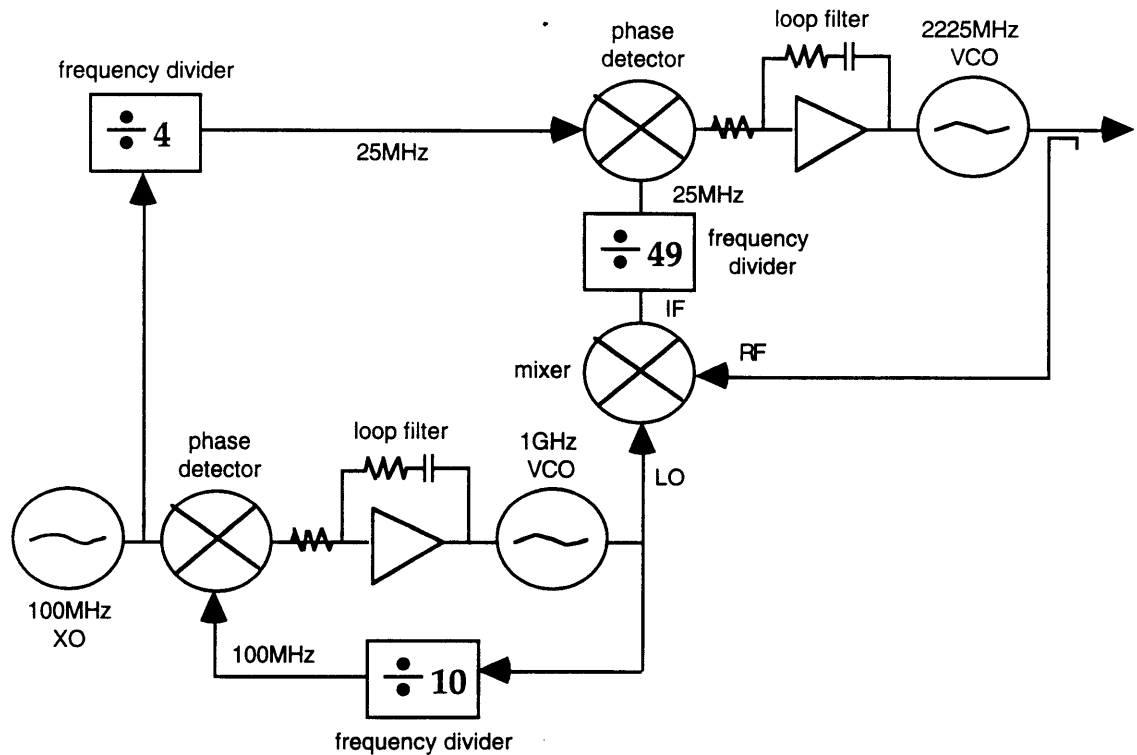 frequency divider
÷ 4
25MHz
phase
detector
loop filter
2225MHz
VCO
25MHz
÷ 49
frequency
divider
IF
mixer
RF
LO
100MHz
XO
phase
detector
loop filter
1GHz
VCO
100MHz
÷ 10
frequency divider